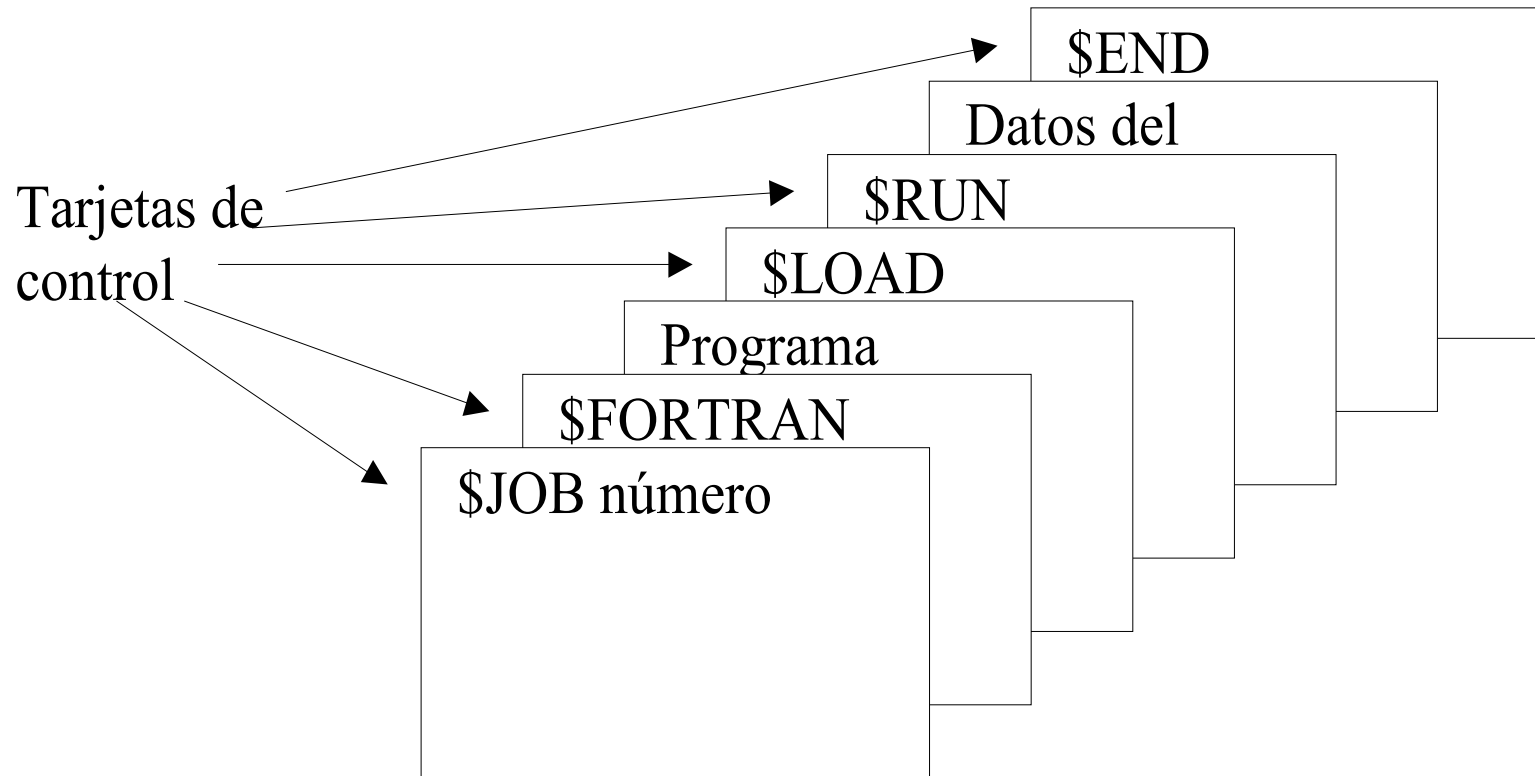 $END
Datos del
$RUN
Tarjetas de
control
$LOAD
Programa
$FORTRAN
$JOB número